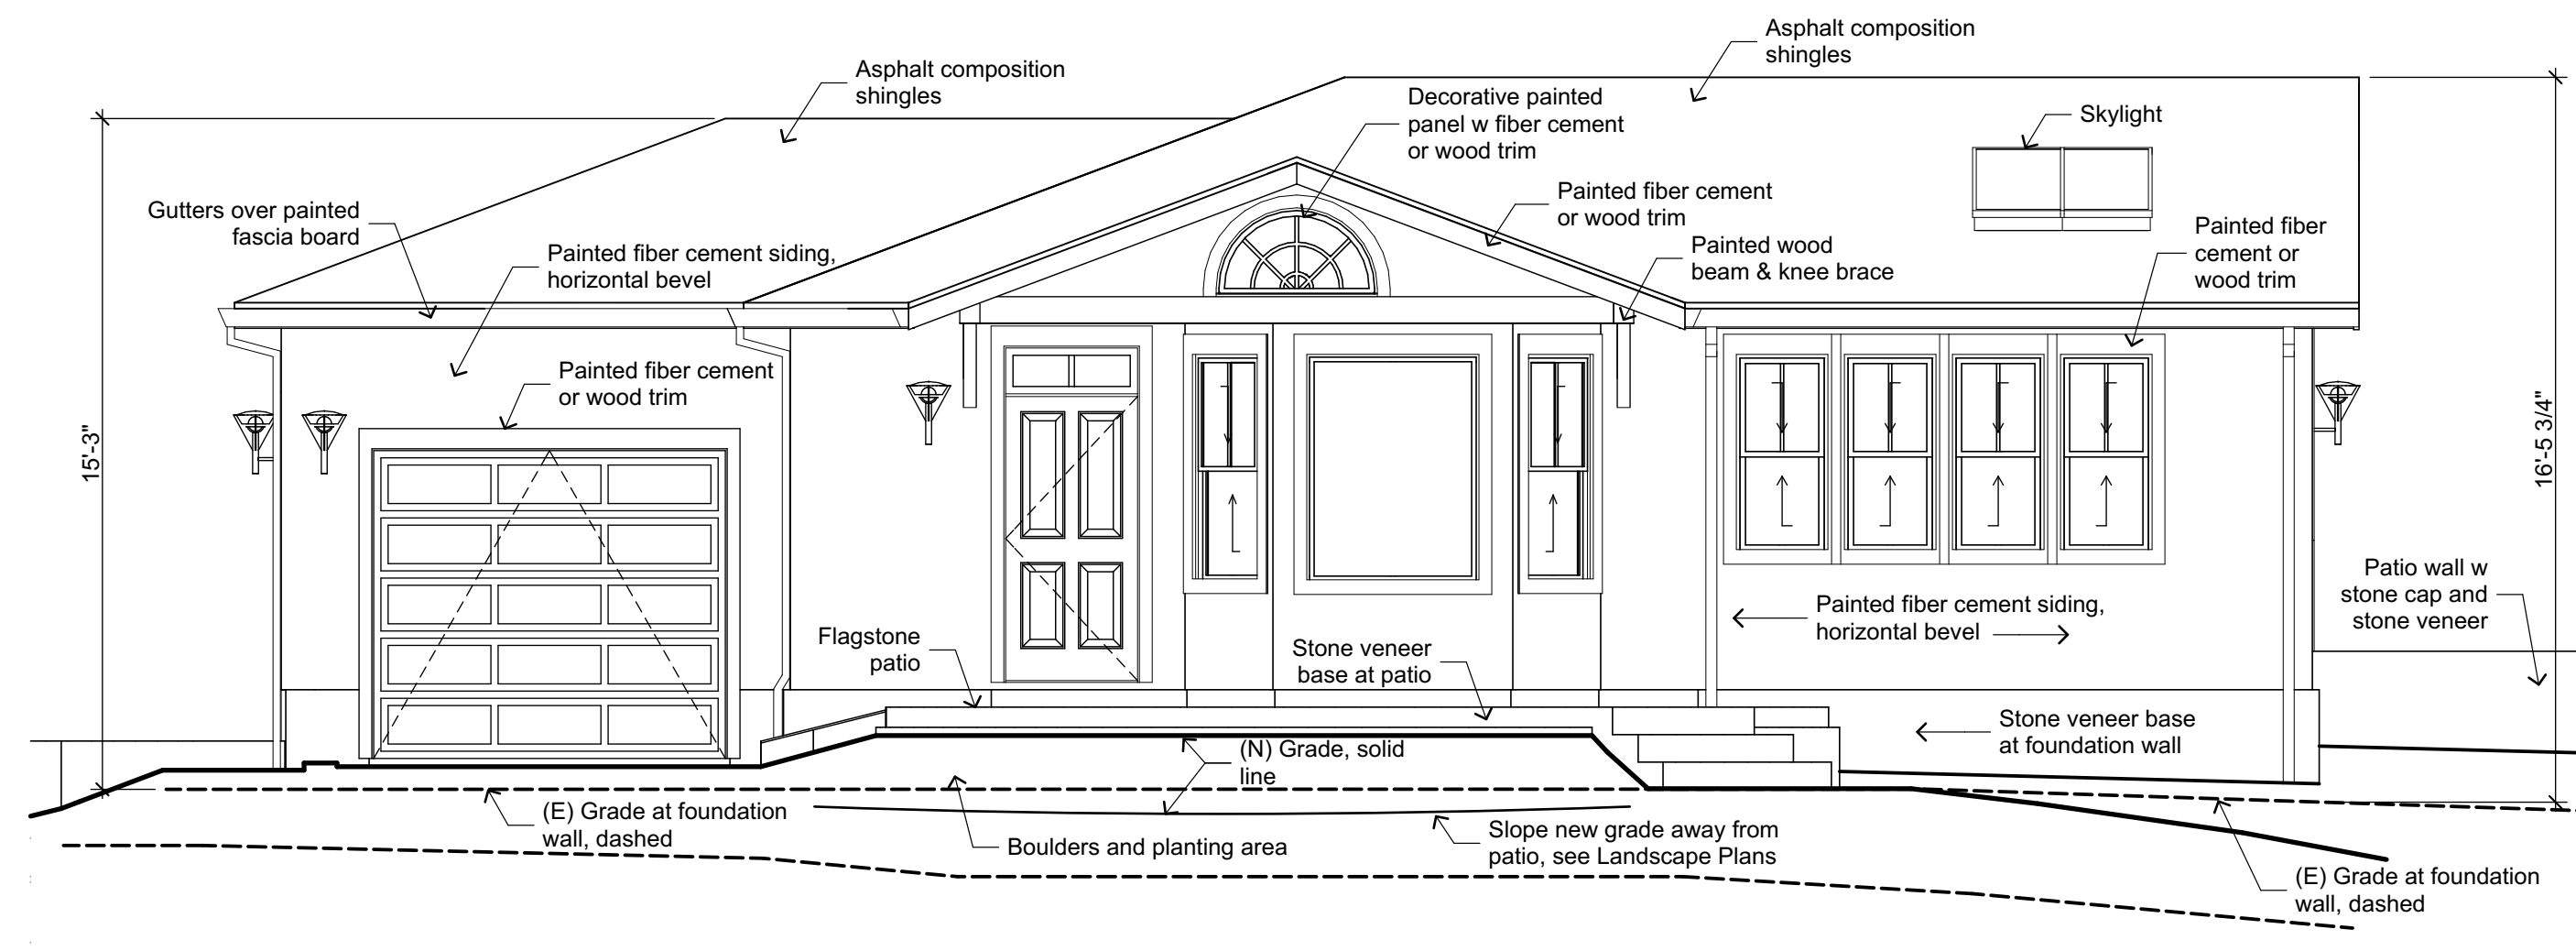 Asphalt composition
shingles
Asphalt composition
shingles
Decorative painted
panel w fiber cement
or wood trim
Skylight
Painted fiber cement
or wood trim
Gutters over painted
fascia board
Painted fiber cement siding,
horizontal bevel
Painted wood
beam & knee brace
Painted fiber
cement or
wood trim
Painted fiber cement
or wood trim
15'-3"
16'-5 3/4"
Patio wall w
stone cap and
stone veneer
Painted fiber cement siding,
horizontal bevel
Flagstone
patio
Stone veneer
base at patio
Stone veneer base
at foundation wall
(N) Grade, solid
line
(E) Grade at foundation
wall, dashed
Boulders and planting area
Slope new grade away from
patio, see Landscape Plans
(E) Grade at foundation
wall, dashed